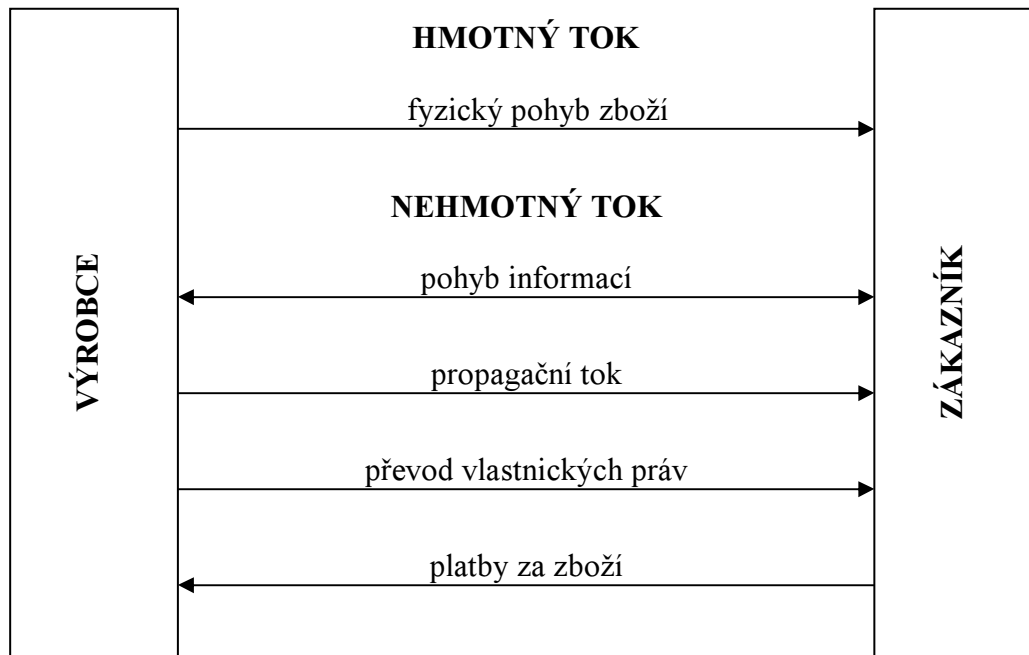 HMOTNÝ TOK
fyzický pohyb zboží
NEHMOTNÝ TOK
pohyb informací
propagační tok
převod vlastnických práv
platby za zboží
VÝROBCE
ZÁKAZNÍK